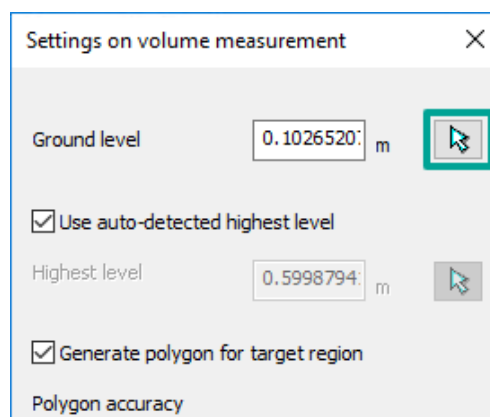 Settings on volume measurement
Ground level 0.10265207 m
Use auto-detected highest level
Highest level 0.5998794 m
Generate polygon for target region
Polygon accuracy